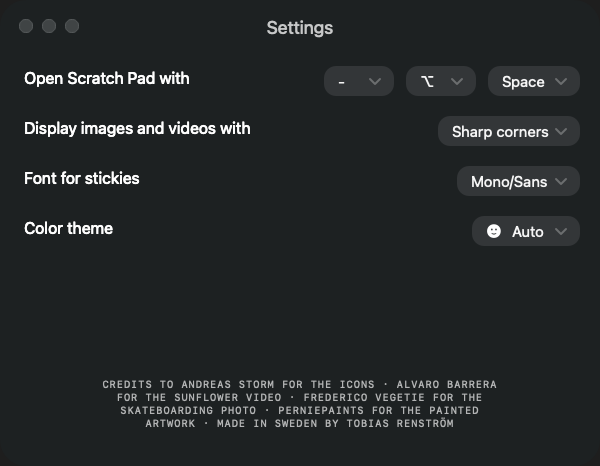 Settings
Open Scratch Pad with - ⌥ Space
Display images and videos with Sharp corners
Font for stickies Mono/Sans
Color theme Auto
CREDITS TO ANDREAS STORM FOR THE ICONS · ALVARO BARRERA
FOR THE SUNFLOWER VIDEO · FREDERICO VEGETIE FOR THE
SKATEBOARDING PHOTO · PERNIEPAINTS FOR THE PAINTED
ARTWORK · MADE IN SWEDEN BY TOBIAS RENSTRÖM